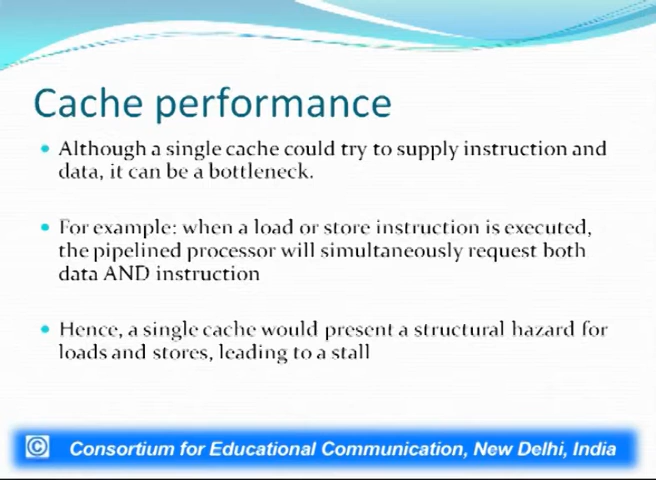 Cache performance
• Although a single cache could try to supply instruction and
data, it can be a bottleneck.
• For example: when a load or store instruction is executed,
the pipelined processor will simultaneously request both
data AND instruction
• Hence, a single cache would present a structural hazard for
loads and stores, leading to a stall
© Consortium for Educational Communication, New Delhi, India